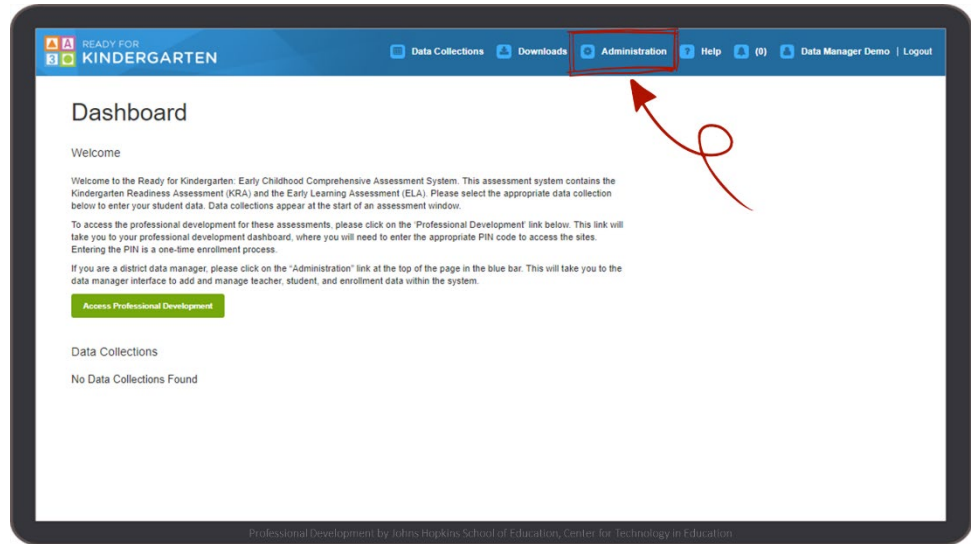 READY FOR
KINDERGARTEN
Data Collections Downloads Administration ? Help (0) Data Manager Demo | Logout
Dashboard
Welcome
Welcome to the Ready for Kindergarten: Early Childhood Comprehensive Assessment System. This assessment system contains the
Kindergarten Readiness Assessment (KRA) and the Early Learning Assessment (ELA). Please select the appropriate data collection
below to enter your student data. Data collections appear at the start of an assessment window.
To access the professional development for these assessments, please click on the 'Professional Development' link below. This link will
take you to your professional development dashboard, where you will need to enter the appropriate PIN code to access the sites.
Entering the PIN is a one-time enrollment process.
If you are a district data manager, please click on the "Administration" link at the top of the page in the blue bar. This will take you to the
data manager interface to add and manage teacher, student, and enrollment data within the system.
Access Professional Development
Data Collections
No Data Collections Found
Professional Development by Johns Hopkins School of Education, Center for Technology in Education